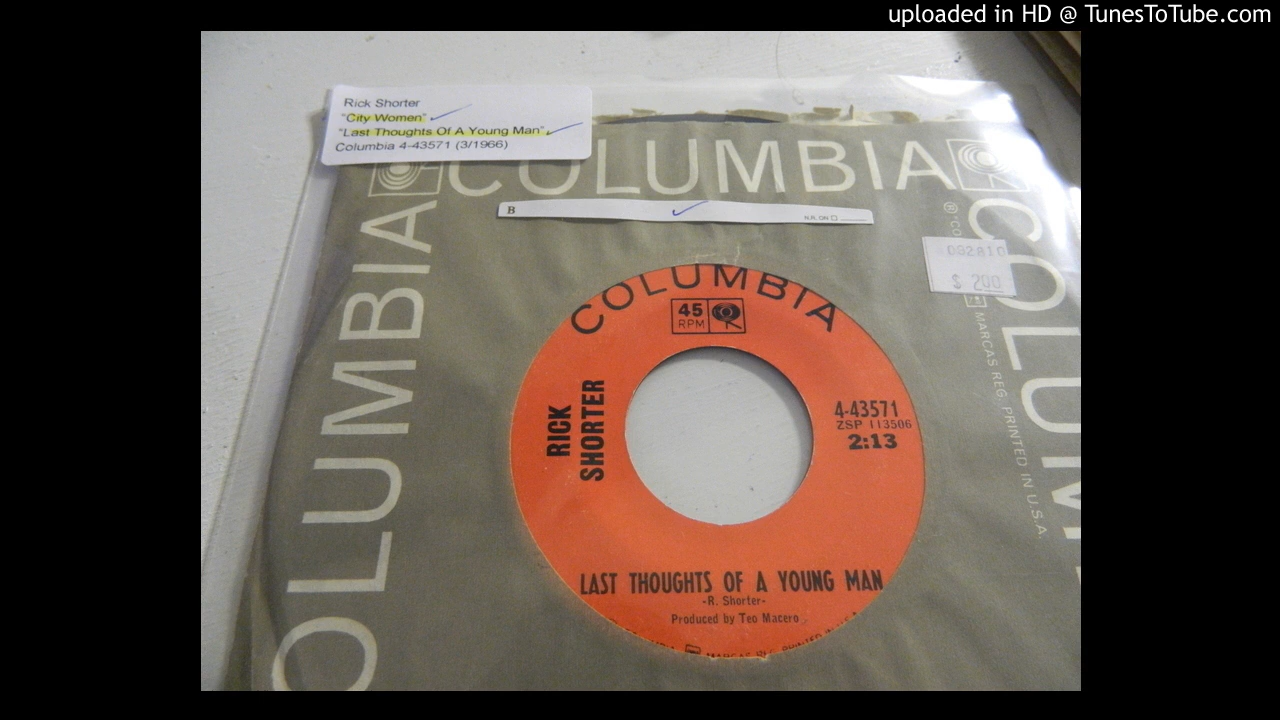 uploaded in HD @ TunesToTube.com
Rick Shorter
"City Women"
"Last Thoughts Of A Young Man"
Columbia 4-43571 (3/1966)
COLUMBIA
B
N.R. ON
COLUMBIA
092810
$ 200
MARCAS REG. PRINTED IN U.S.A.
COLUMBIA
45
RPM
RICK
SHORTER
4-43571
ZSP 113506
2:13
LAST THOUGHTS OF A YOUNG MAN
-R. Shorter-
Produced by Teo Macero